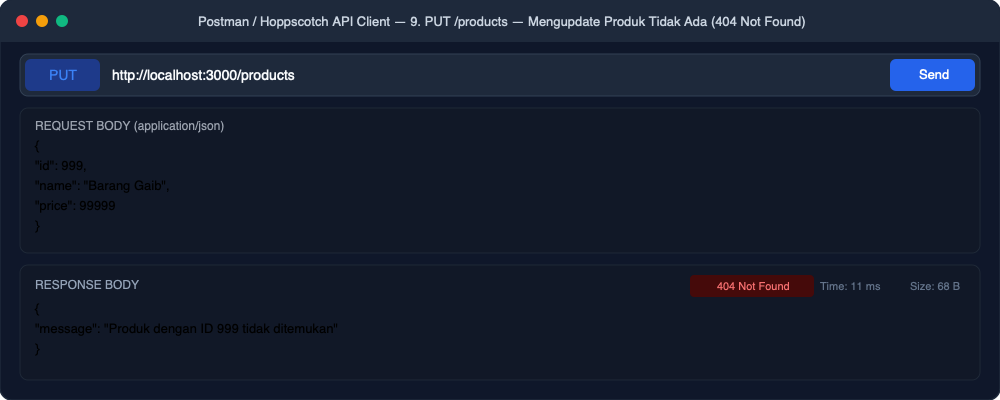 Postman / Hoppscotch API Client — 9. PUT /products — Mengupdate Produk Tidak Ada (404 Not Found)
PUT
http://localhost:3000/products
Send
REQUEST BODY (application/json)
{
"id": 999,
"name": "Barang Gaib",
"price": 99999
}
RESPONSE BODY
404 Not Found
Time: 11 ms
Size: 68 B
{
"message": "Produk dengan ID 999 tidak ditemukan"
}